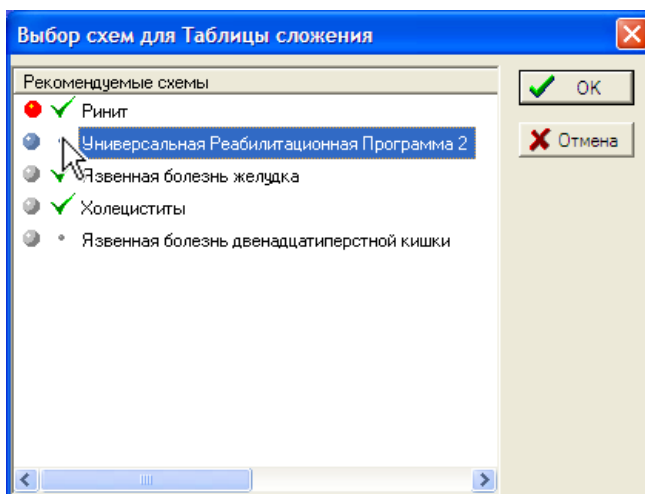 Выбор схем для Таблицы сложения
Рекомендуемые схемы
Ринит
Универсальная Реабилитационная Программа 2
Язвенная болезнь желудка
Холециститы
Язвенная болезнь двенадцатиперстной кишки
OK
Отмена